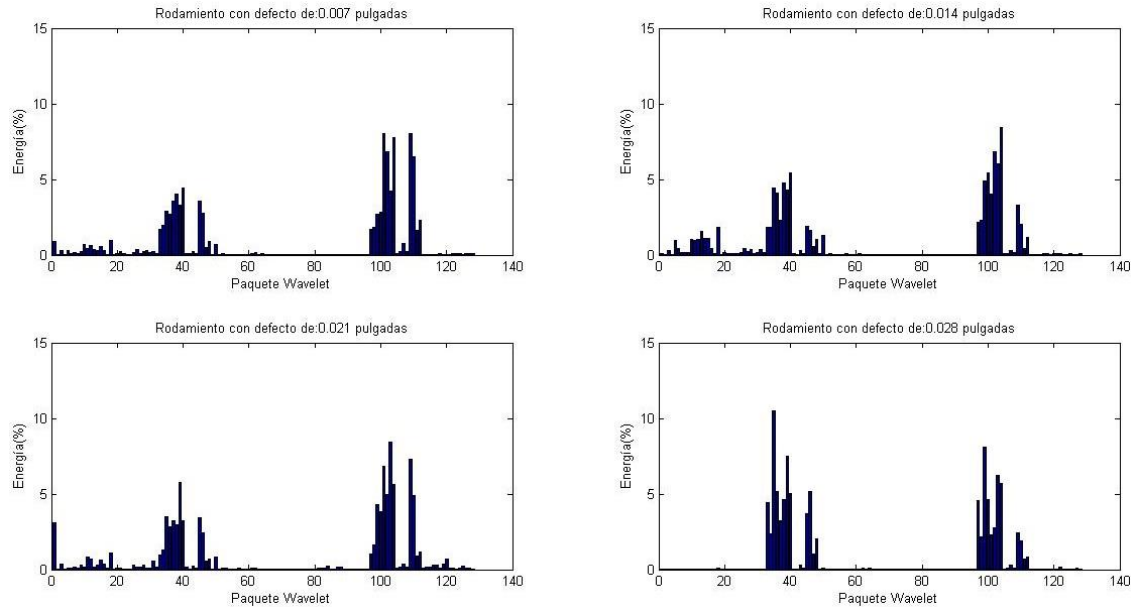 Rodamiento con defecto de:0.007 pulgadas
15
10
5
0
Energía(%)
0 20 40 60 80 100 120 140
Paquete Wavelet
Rodamiento con defecto de:0.014 pulgadas
15
10
5
0
Energía(%)
0 20 40 60 80 100 120 140
Paquete Wavelet
Rodamiento con defecto de:0.021 pulgadas
15
10
5
0
Energía(%)
0 20 40 60 80 100 120 140
Paquete Wavelet
Rodamiento con defecto de:0.028 pulgadas
15
10
5
0
Energía(%)
0 20 40 60 80 100 120 140
Paquete Wavelet